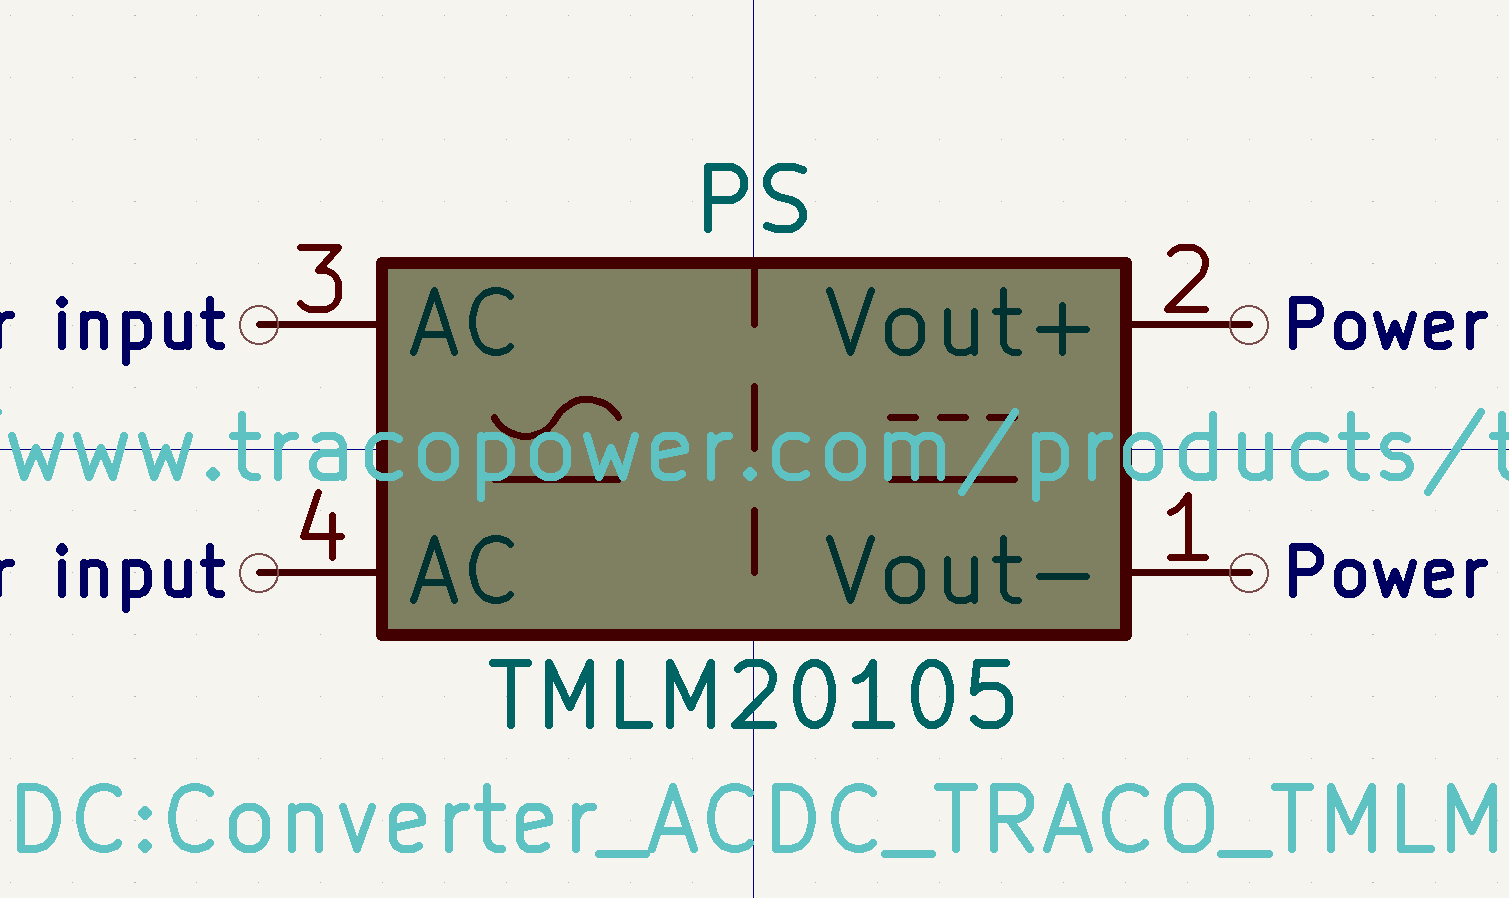 PS
3 2
AC Vout+
r input Power
www.tracopower.com/products/t
4 1
AC Vout−
r input Power
TMLM20105
DC:Converter_ACDC_TRACO_TMLM